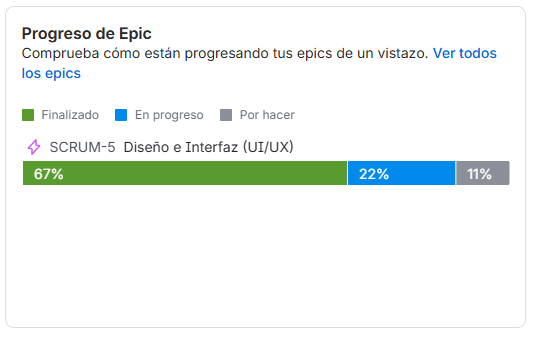 Progreso de Epic
Comprueba cómo están progresando tus epics de un vistazo. Ver todos
los epics
Finalizado En progreso Por hacer
SCRUM-5 Diseño e Interfaz (UI/UX)
67% 22% 11%